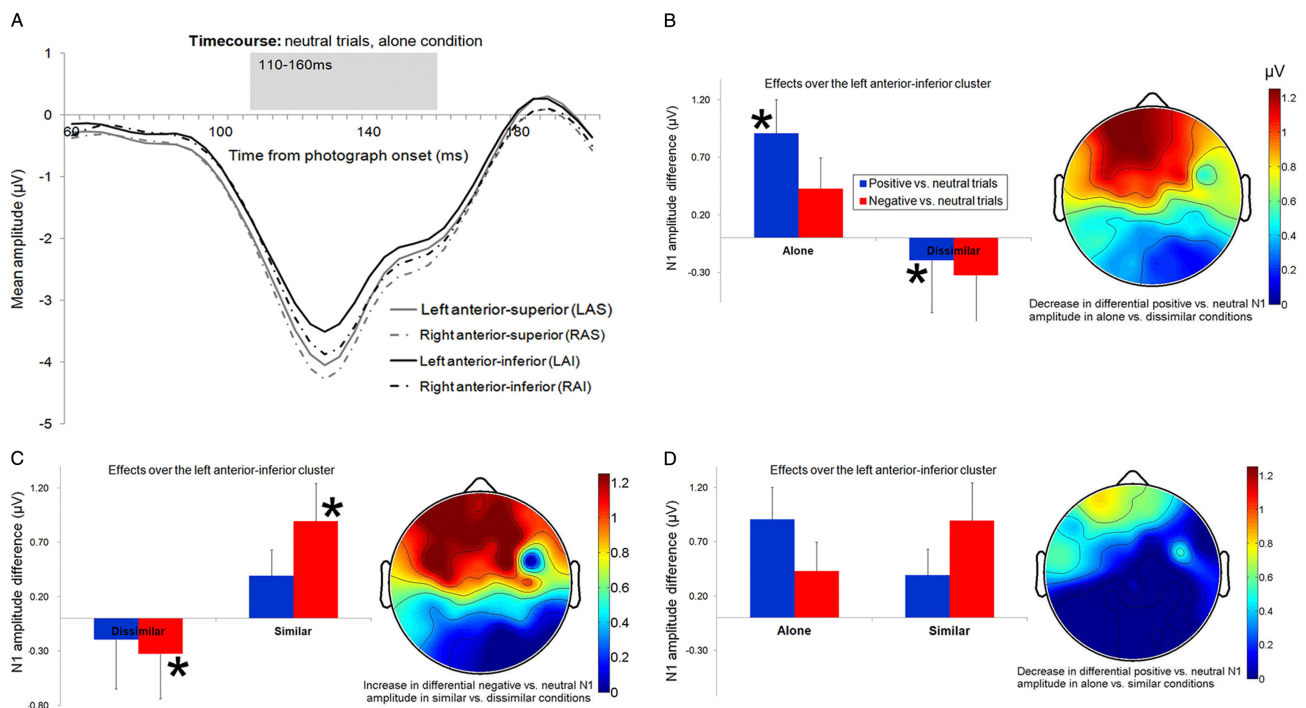 A
Timecourse: neutral trials, alone condition
110-160ms
1
0
-1
-2
-3
-4
-5
Mean amplitude (µV)
60
100
140
180
Time from photograph onset (ms)
Left anterior-superior (LAS)
Right anterior-superior (RAS)
Left anterior-inferior (LAI)
Right anterior-inferior (RAI)
B
Effects over the left anterior-inferior cluster
N1 amplitude difference (µV)
1.20
0.70
0.20
-0.30
*
Positive vs. neutral trials
Negative vs. neutral trials
Alone
Dissimilar
*
µV
1.2
1
0.8
0.6
0.4
0.2
0
Decrease in differential positive vs. neutral N1
amplitude in alone vs. dissimilar conditions
C
Effects over the left anterior-inferior cluster
N1 amplitude difference (µV)
1.20
0.70
0.20
-0.30
-0.80
*
Dissimilar
Similar
*
1.2
1
0.8
0.6
0.4
0.2
0
Increase in differential negative vs. neutral N1
amplitude in similar vs. dissimilar conditions
D
Effects over the left anterior-inferior cluster
N1 amplitude difference (µV)
1.20
0.70
0.20
-0.30
Alone
Similar
1.2
1
0.8
0.6
0.4
0.2
0
Decrease in differential positive vs. neutral N1
amplitude in alone vs. similar conditions